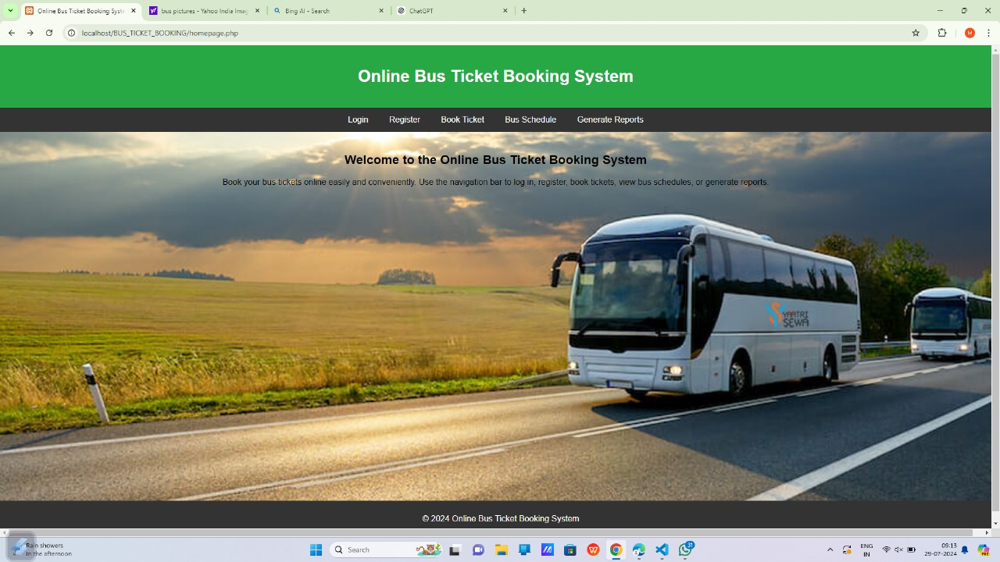 Online Bus Ticket Booking Syste
bus pictures - Yahoo India Imag
Bing AI - Search
ChatGPT
localhost/BUS_TICKET_BOOKING/homepage.php
M
Online Bus Ticket Booking System
Login Register Book Ticket Bus Schedule Generate Reports
Welcome to the Online Bus Ticket Booking System
Book your bus tickets online easily and conveniently. Use the navigation bar to log in, register, book tickets, view bus schedules, or generate reports.
YAATRI
SEWA
© 2024 Online Bus Ticket Booking System
Rain showers
In the afternoon
Search
31
ENG
IN
09:13
29-07-2024